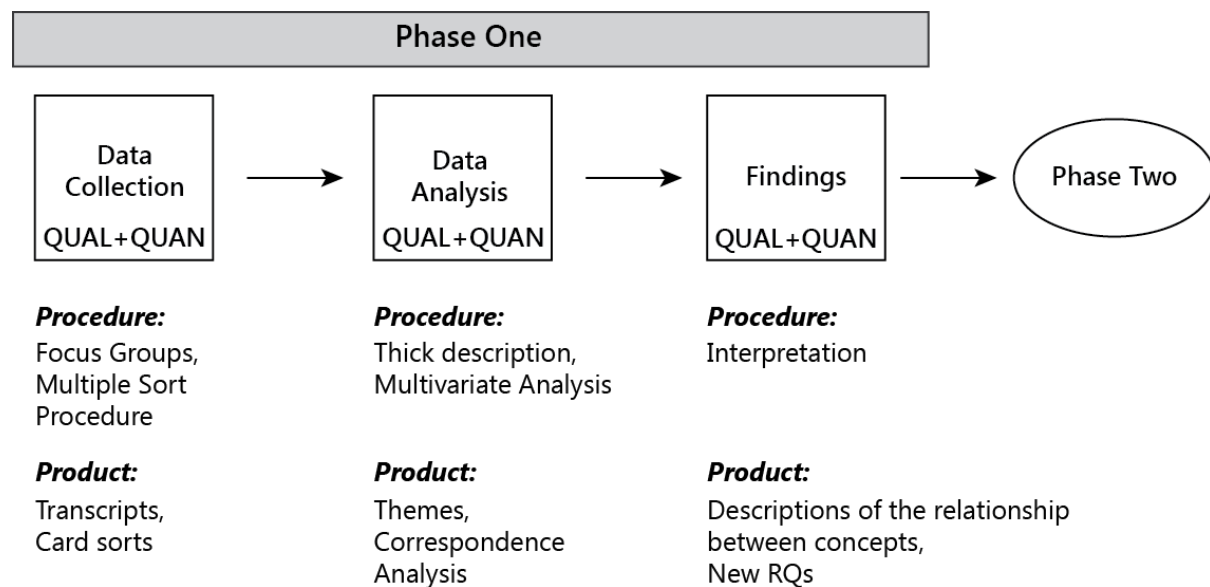 Phase One
Data
Collection
QUAL+QUAN
Data
Analysis
QUAL+QUAN
Findings
QUAL+QUAN
Phase Two
Procedure:
Focus Groups,
Multiple Sort
Procedure
Procedure:
Thick description,
Multivariate Analysis
Procedure:
Interpretation
Product:
Transcripts,
Card sorts
Product:
Themes,
Correspondence
Analysis
Product:
Descriptions of the relationship
between concepts,
New RQs